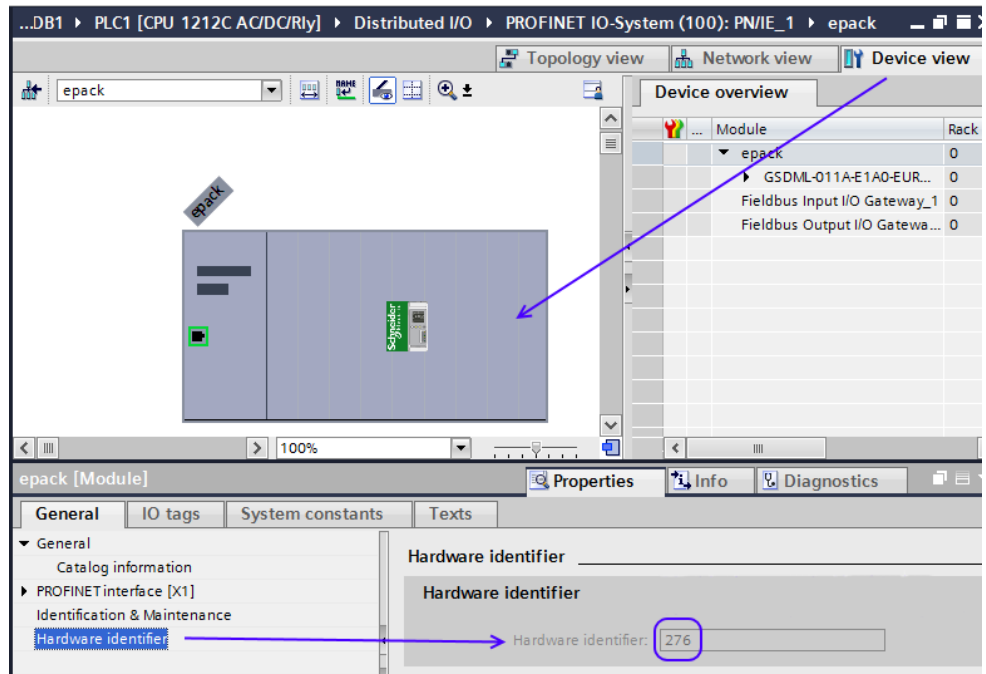 ...DB1 ▸ PLC1 [CPU 1212C AC/DC/Rly] ▸ Distributed I/O ▸ PROFINET IO-System (100): PN/IE_1 ▸ epack
Topology view Network view Device view
epack NAME
Device overview
... Module Rack
epack 0
GSDML-011A-E1A0-EUR... 0
Fieldbus Input I/O Gateway_1 0
Fieldbus Output I/O Gatewa... 0
epack
Schneider
100%
epack [Module]
Properties Info Diagnostics
General IO tags System constants Texts
General
Catalog information
PROFINET interface [X1]
Identification & Maintenance
Hardware identifier
Hardware identifier
Hardware identifier
Hardware identifier: 276